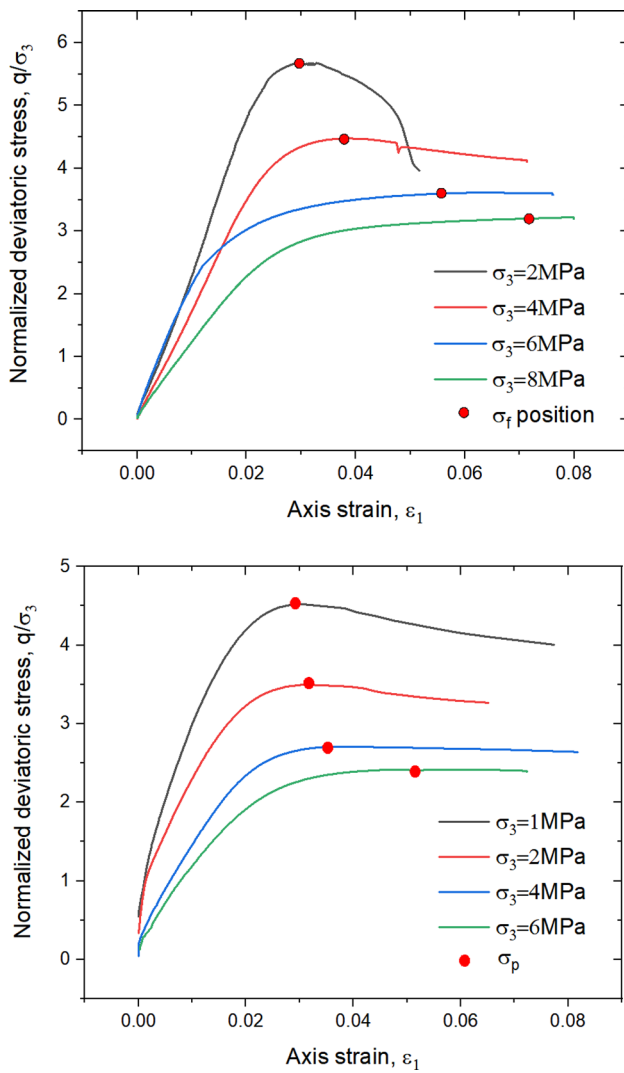 6
5
4
3
2
1
0
Normalized deviatoric stress, q/σ₃
σ₃=2MPa
σ₃=4MPa
σ₃=6MPa
σ₃=8MPa
σf position
0.00 0.02 0.04 0.06 0.08
Axis strain, ε₁
5
4
3
2
1
0
Normalized deviatoric stress, q/σ₃
σ₃=1MPa
σ₃=2MPa
σ₃=4MPa
σ₃=6MPa
σₚ
0.00 0.02 0.04 0.06 0.08
Axis strain, ε₁